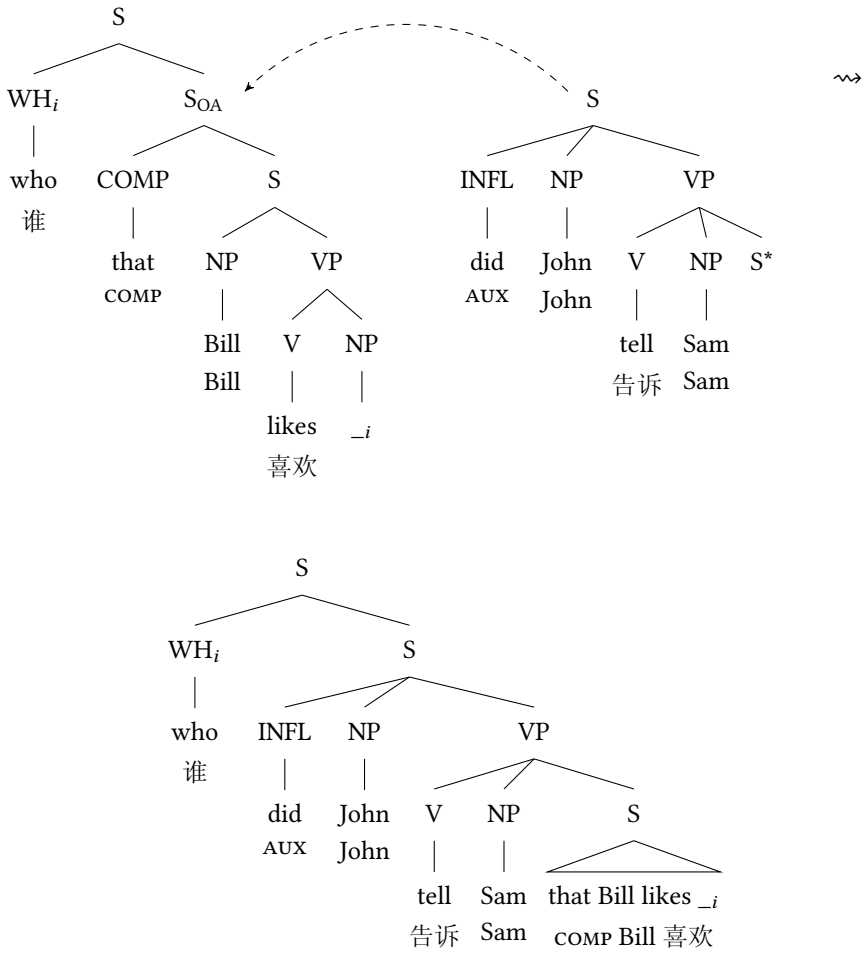 S
⇝
WHᵢ S_OA S
who COMP S INFL NP VP
谁
that NP VP did John V NP S*
COMP AUX John
Bill V NP tell Sam
Bill 告诉 Sam
likes _ᵢ
喜欢
S
WHᵢ S
who INFL NP VP
谁
did John V NP S
AUX John
tell Sam that Bill likes _ᵢ
告诉 Sam COMP Bill 喜欢